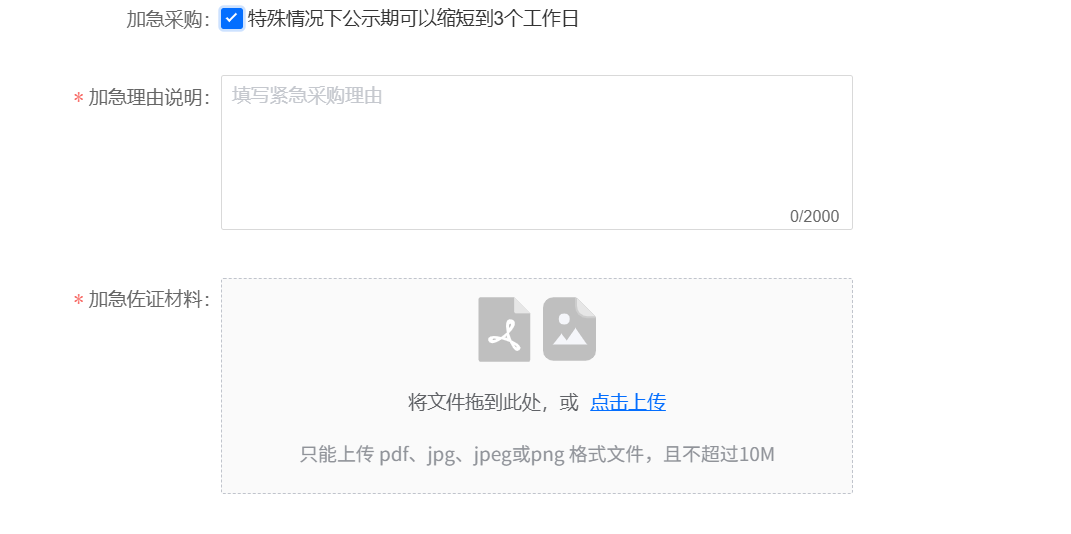 加急采购： 特殊情况下公示期可以缩短到3个工作日
* 加急理由说明： 填写紧急采购理由
0/2000
* 加急佐证材料：
将文件拖到此处，或 点击上传
只能上传 pdf、jpg、jpeg或png 格式文件，且不超过10M